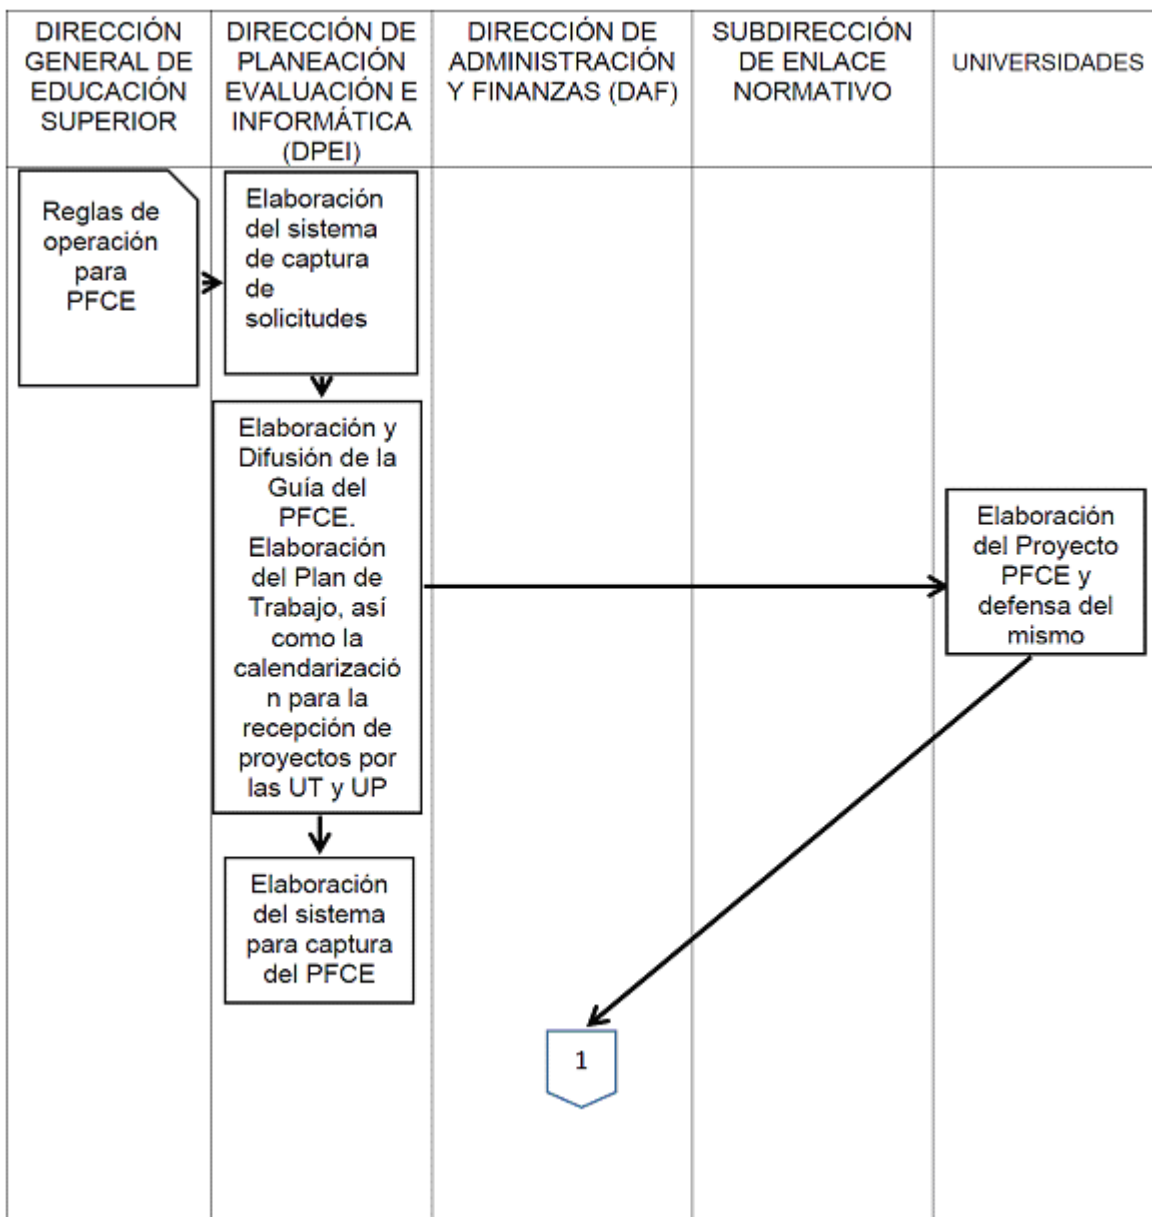 DIRECCIÓN
GENERAL DE
EDUCACIÓN
SUPERIOR
DIRECCIÓN DE
PLANEACIÓN
EVALUACIÓN E
INFORMÁTICA
(DPEI)
DIRECCIÓN DE
ADMINISTRACIÓN
Y FINANZAS (DAF)
SUBDIRECCIÓN
DE ENLACE
NORMATIVO
UNIVERSIDADES
Reglas de
operación
para
PFCE
Elaboración
del sistema
de captura
de
solicitudes
Elaboración y
Difusión de la
Guía del
PFCE.
Elaboración
del Plan de
Trabajo, así
como la
calendarizació
n para la
recepción de
proyectos por
las UT y UP
Elaboración
del Proyecto
PFCE y
defensa del
mismo
Elaboración
del sistema
para captura
del PFCE
1